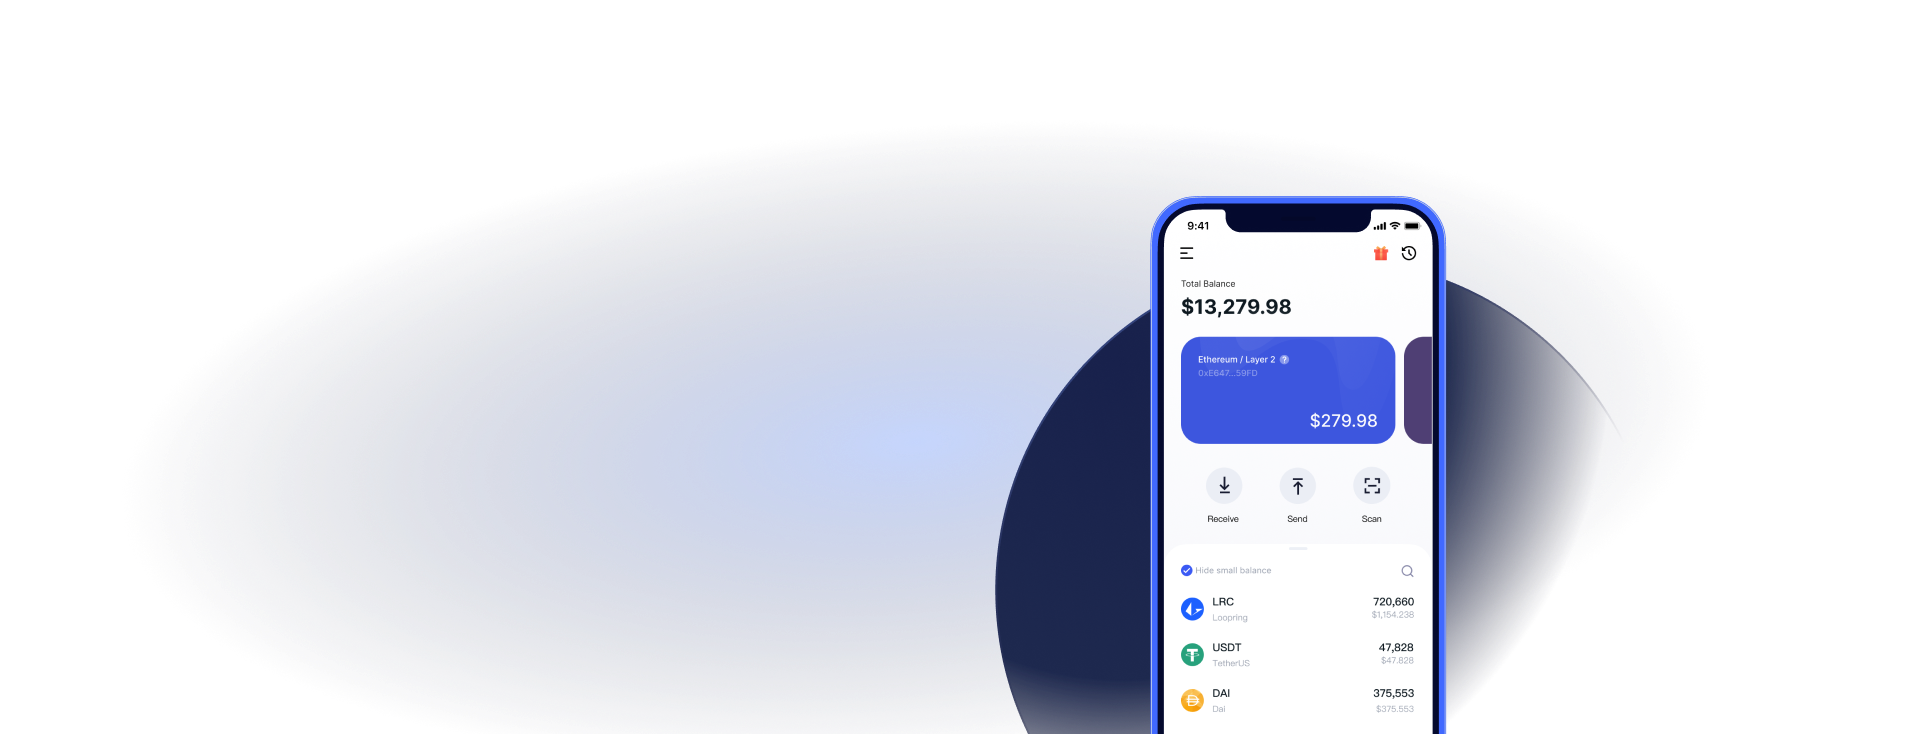 9:41
Total Balance
$13,279.98
Ethereum / Layer 2 ?
0xE647...59FD
$279.98
Receive Send Scan
Hide small balance
LRC 720,660
Loopring $1,154.238
USDT 47,828
TetherUS $47.828
DAI 375,553
Dai $375.553